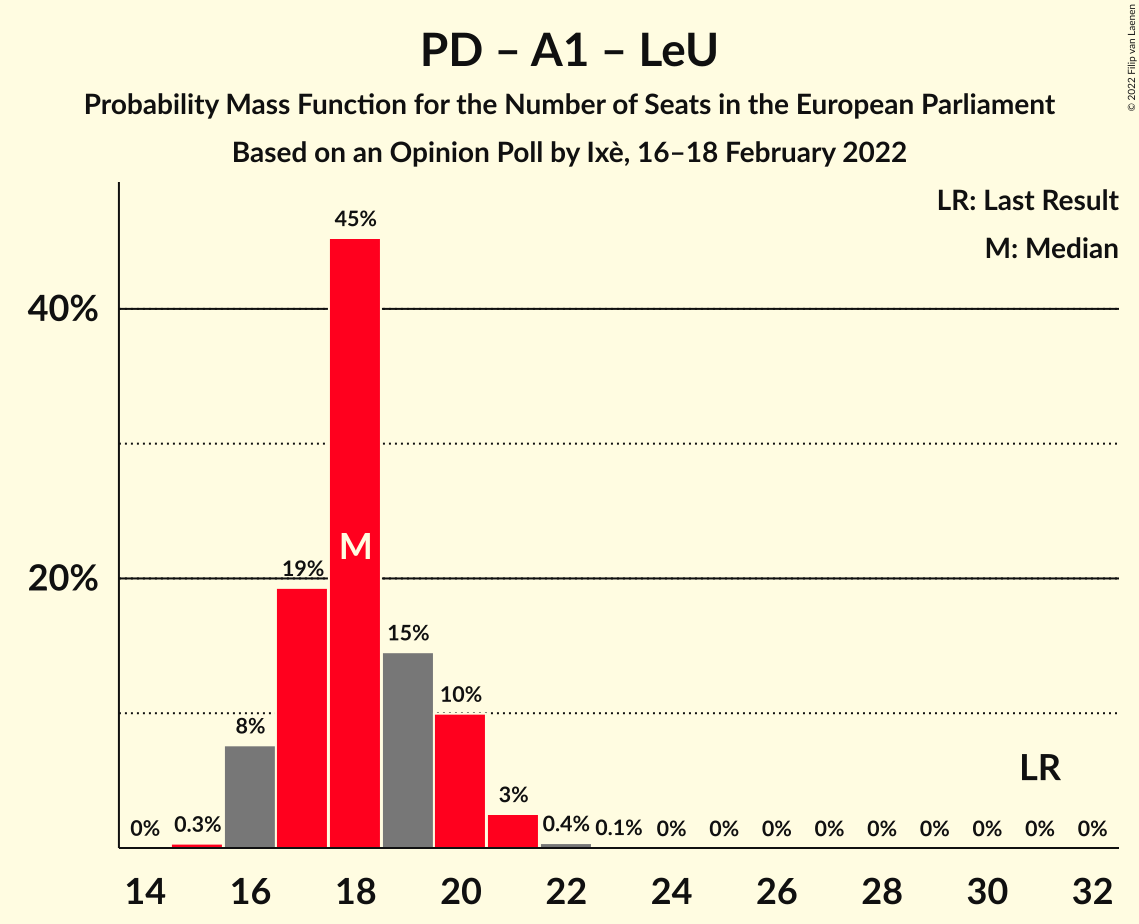 PD – A1 – LeU
Probability Mass Function for the Number of Seats in the European Parliament
Based on an Opinion Poll by Ixè, 16–18 February 2022
© 2022 Filip van Laenen
LR: Last Result
M: Median
40%
20%
0%
0.3%
8%
19%
45%
M
15%
10%
3%
0.4%
0.1%
0%
0%
0%
0%
0%
0%
0%
LR
0%
0%
14 16 18 20 22 24 26 28 30 32